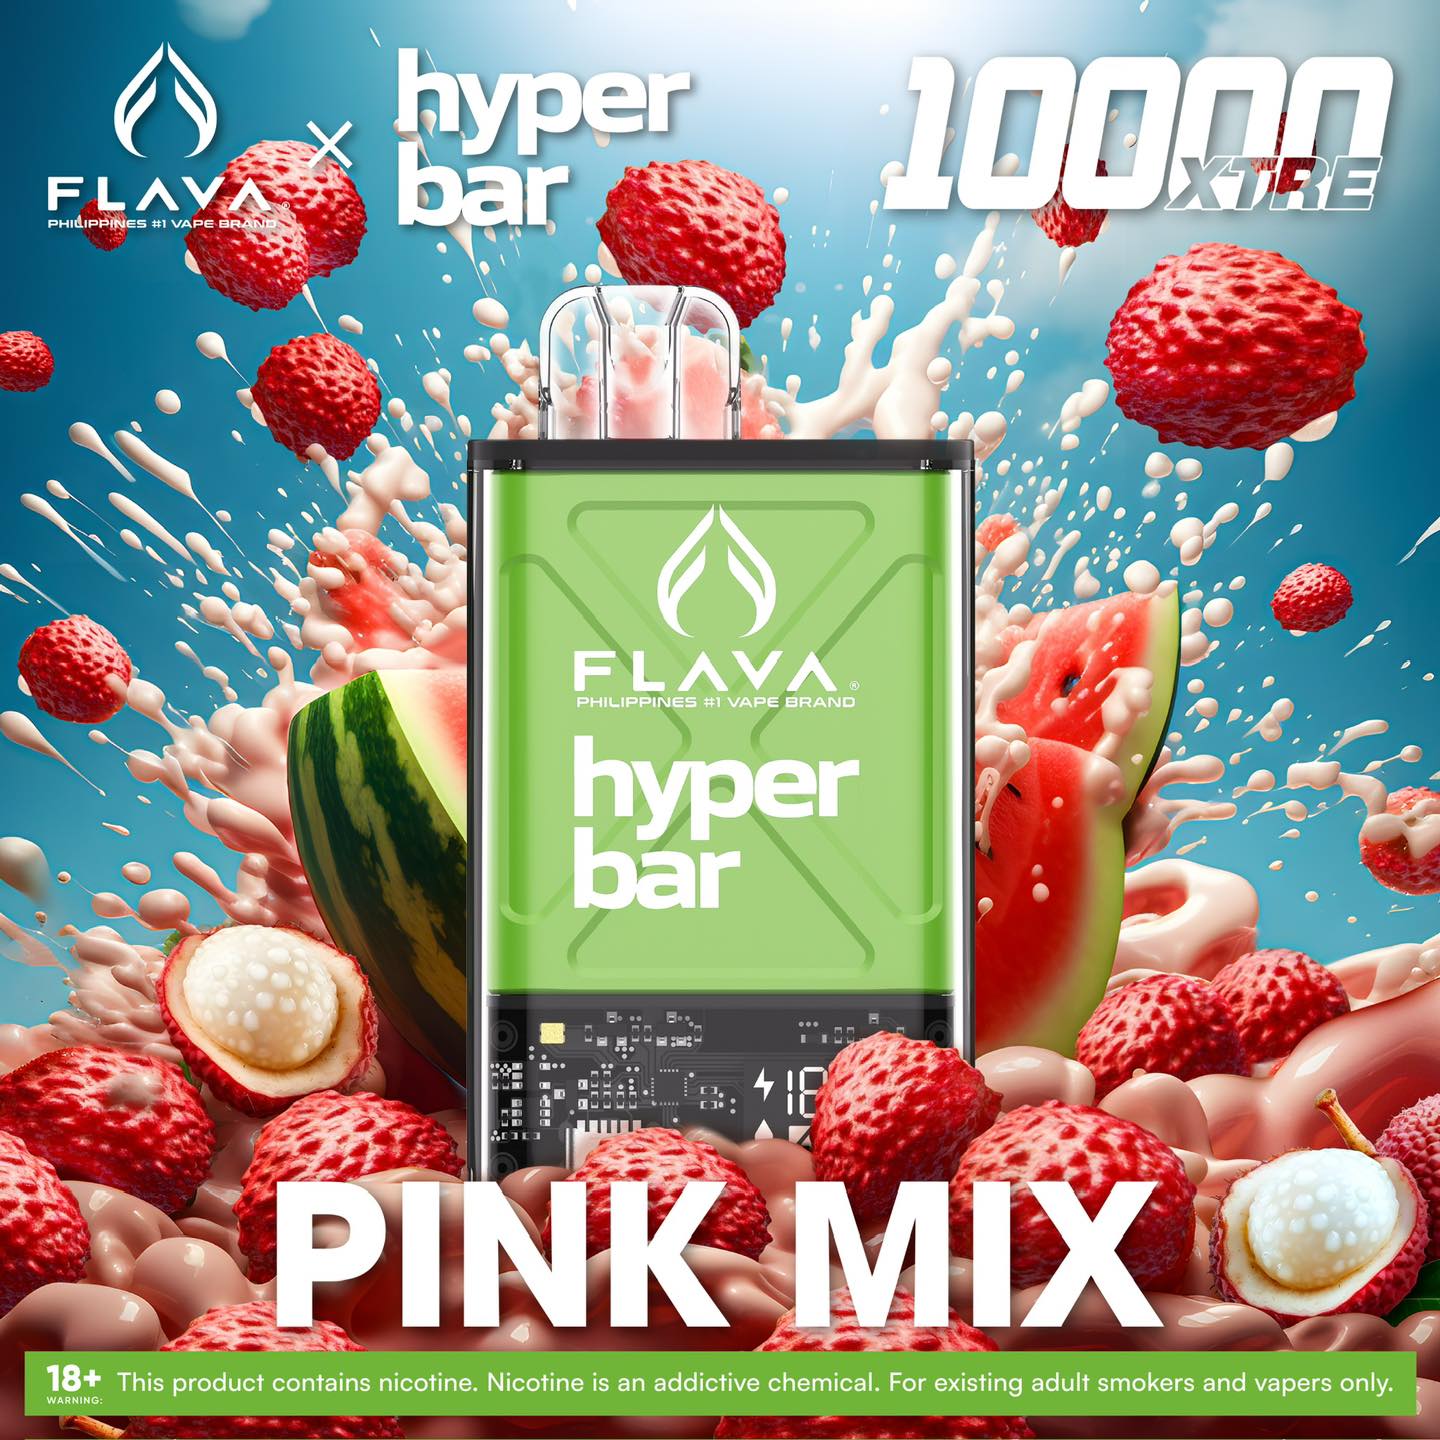 FLAVA®
PHILIPPINES #1 VAPE BRAND
×
hyper
bar
10000
XTRE
FLAVA®
PHILIPPINES #1 VAPE BRAND
hyper
bar
18
PINK MIX
18+
WARNING:
This product contains nicotine. Nicotine is an addictive chemical. For existing adult smokers and vapers only.